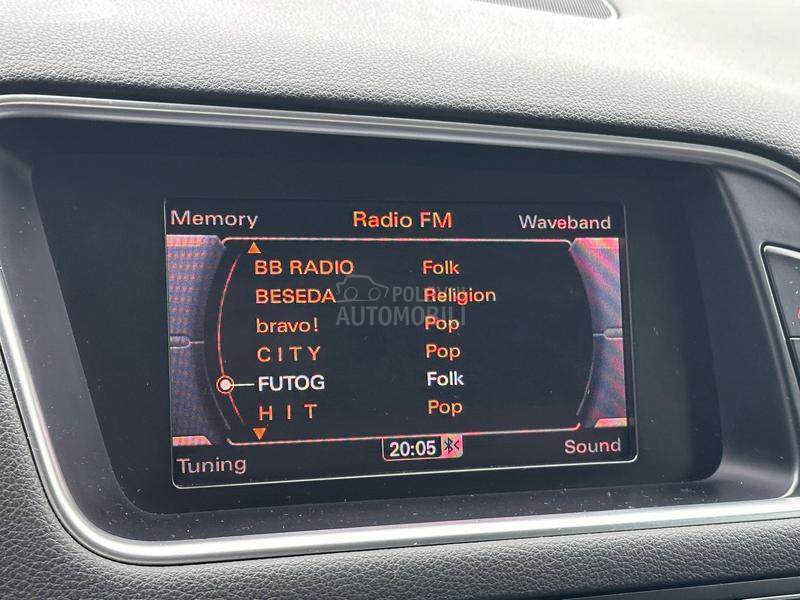 Memory Radio FM Waveband
BB RADIO Folk
BESEDA Religion
POLOVNI
AUTOMOBILI
bravo! Pop
CITY Pop
FUTOG Folk
HIT Pop
20:05
Tuning Sound